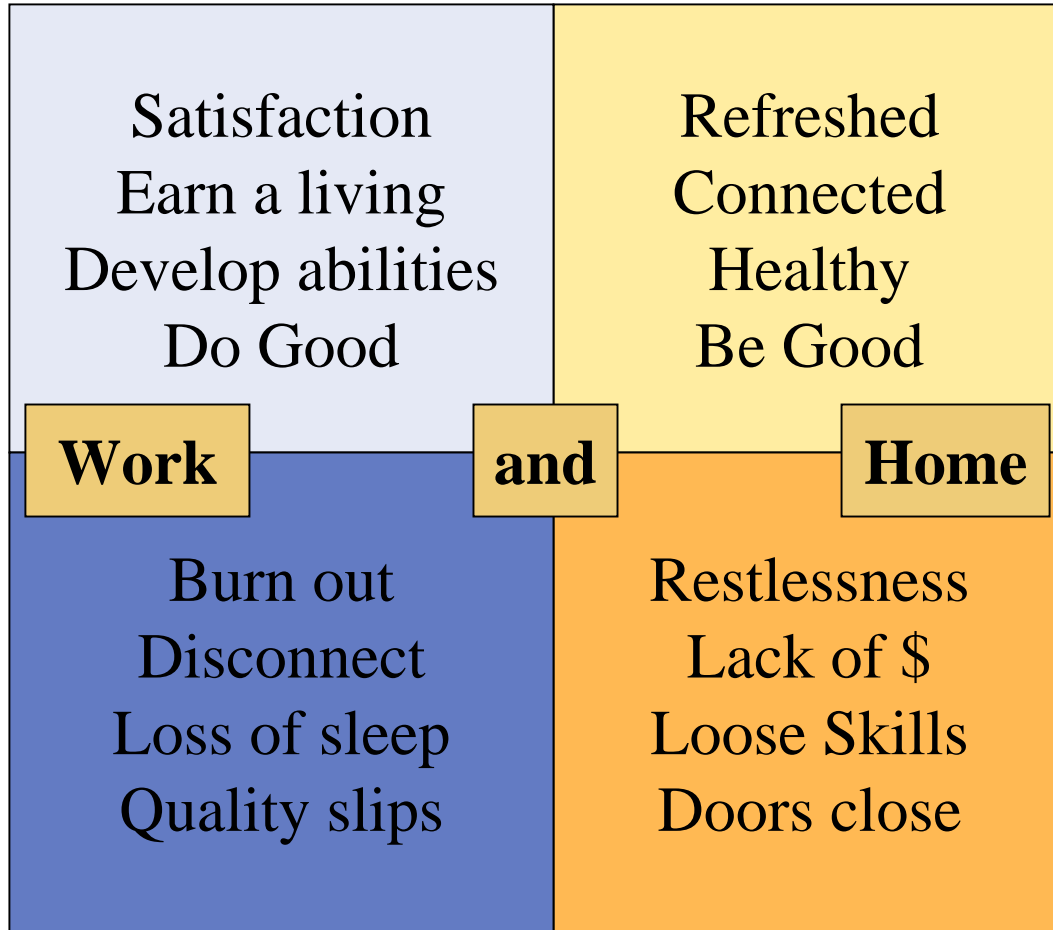 Satisfaction
Earn a living
Develop abilities
Do Good
Refreshed
Connected
Healthy
Be Good
Work and Home
Burn out
Disconnect
Loss of sleep
Quality slips
Restlessness
Lack of $
Loose Skills
Doors close